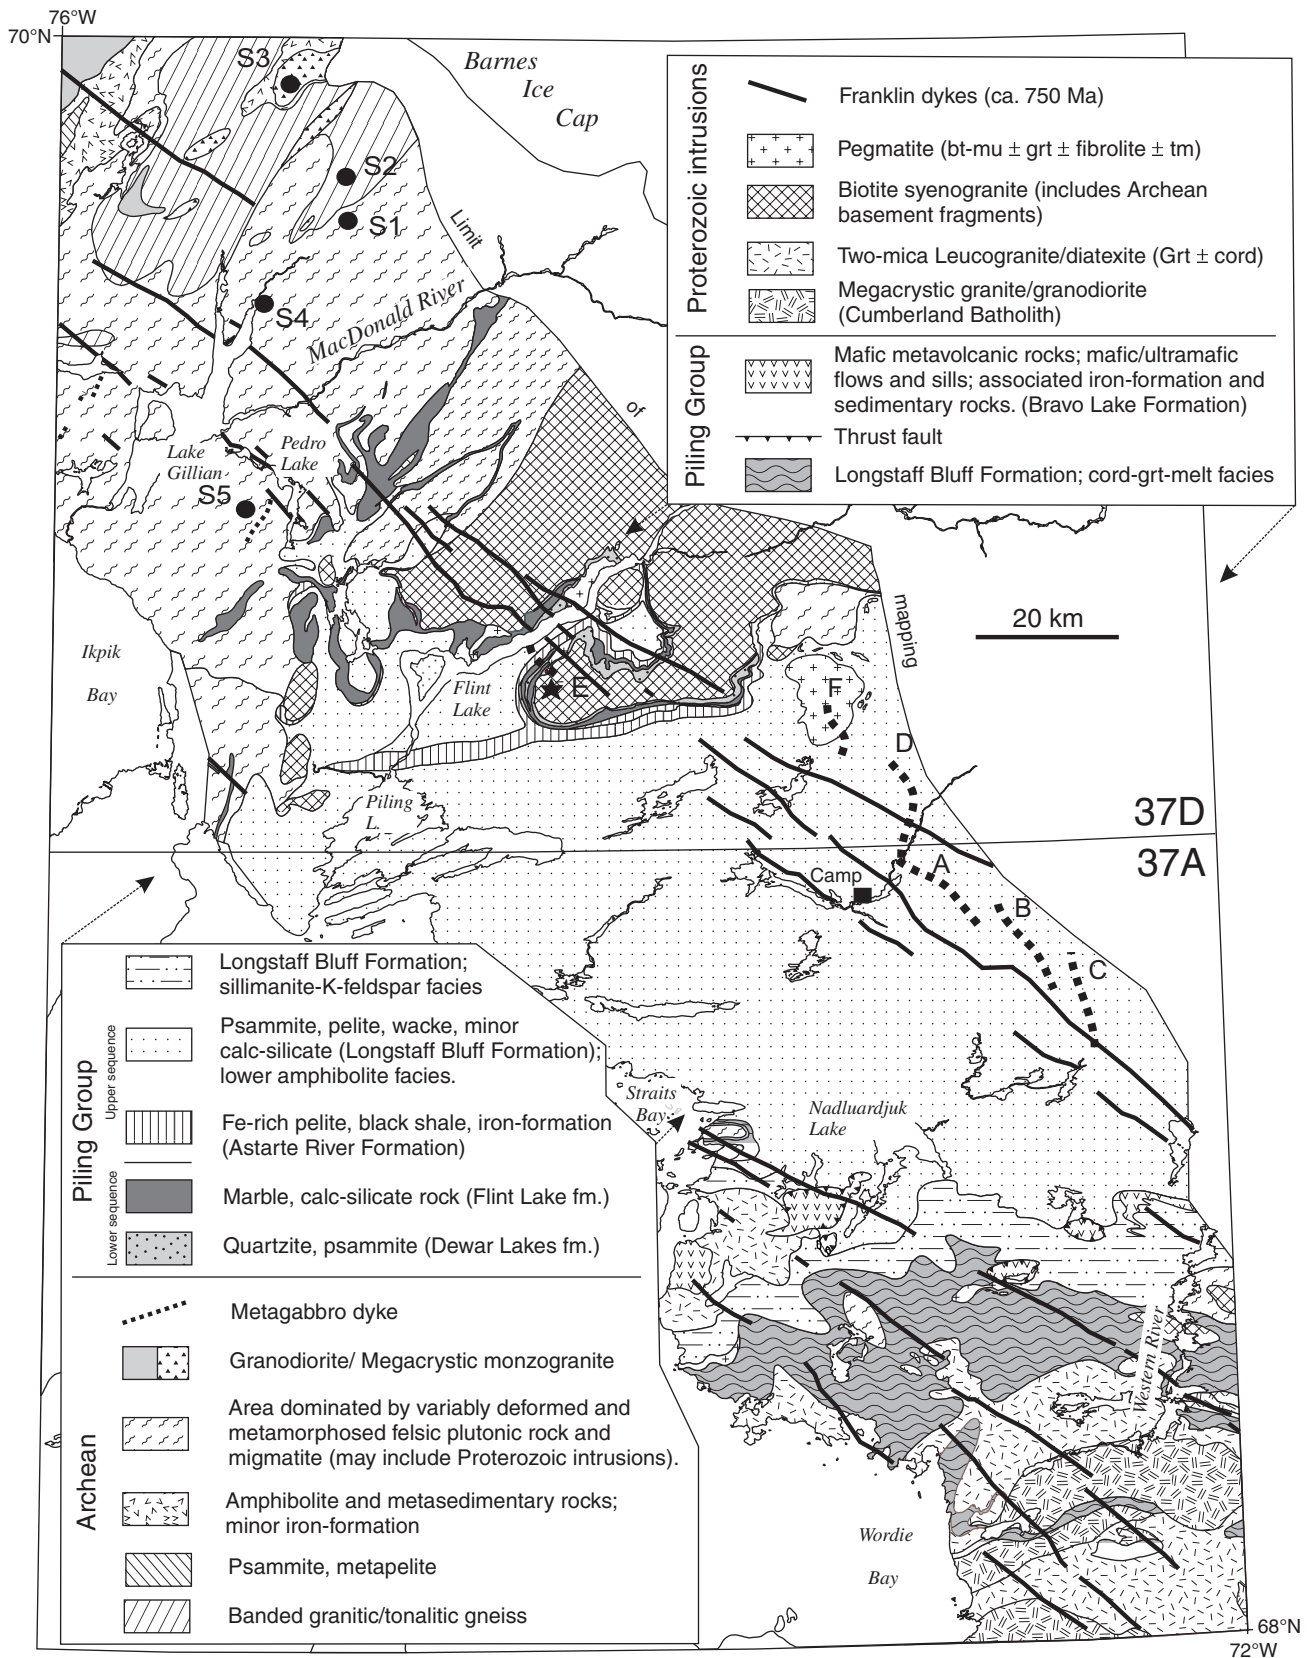 76°W
70°N
S3
Barnes
Ice
Cap
S2
S1
Limit
of
mapping
S4
MacDonald River
Lake
Gillian
Pedro
Lake
S5
Ikpik
Bay
Flint
Lake
E
F
D
20 km
Piling
L.
37D
37A
A
Camp
B
C
Straits
Bay
Nadluardjuk
Lake
Western River
Wordie
Bay
68°N
72°W
Proterozoic intrusions
Franklin dykes (ca. 750 Ma)
Pegmatite (bt-mu ± grt ± fibrolite ± tm)
Biotite syenogranite (includes Archean
basement fragments)
Two-mica Leucogranite/diatexite (Grt ± cord)
Megacrystic granite/granodiorite
(Cumberland Batholith)
Piling Group
Mafic metavolcanic rocks; mafic/ultramafic
flows and sills; associated iron-formation and
sedimentary rocks. (Bravo Lake Formation)
Thrust fault
Longstaff Bluff Formation; cord-grt-melt facies
Piling Group
Upper sequence
Longstaff Bluff Formation;
sillimanite-K-feldspar facies
Psammite, pelite, wacke, minor
calc-silicate (Longstaff Bluff Formation);
lower amphibolite facies.
Fe-rich pelite, black shale, iron-formation
(Astarte River Formation)
Lower sequence
Marble, calc-silicate rock (Flint Lake fm.)
Quartzite, psammite (Dewar Lakes fm.)
Archean
Metagabbro dyke
Granodiorite/ Megacrystic monzogranite
Area dominated by variably deformed and
metamorphosed felsic plutonic rock and
migmatite (may include Proterozoic intrusions).
Amphibolite and metasedimentary rocks;
minor iron-formation
Psammite, metapelite
Banded granitic/tonalitic gneiss